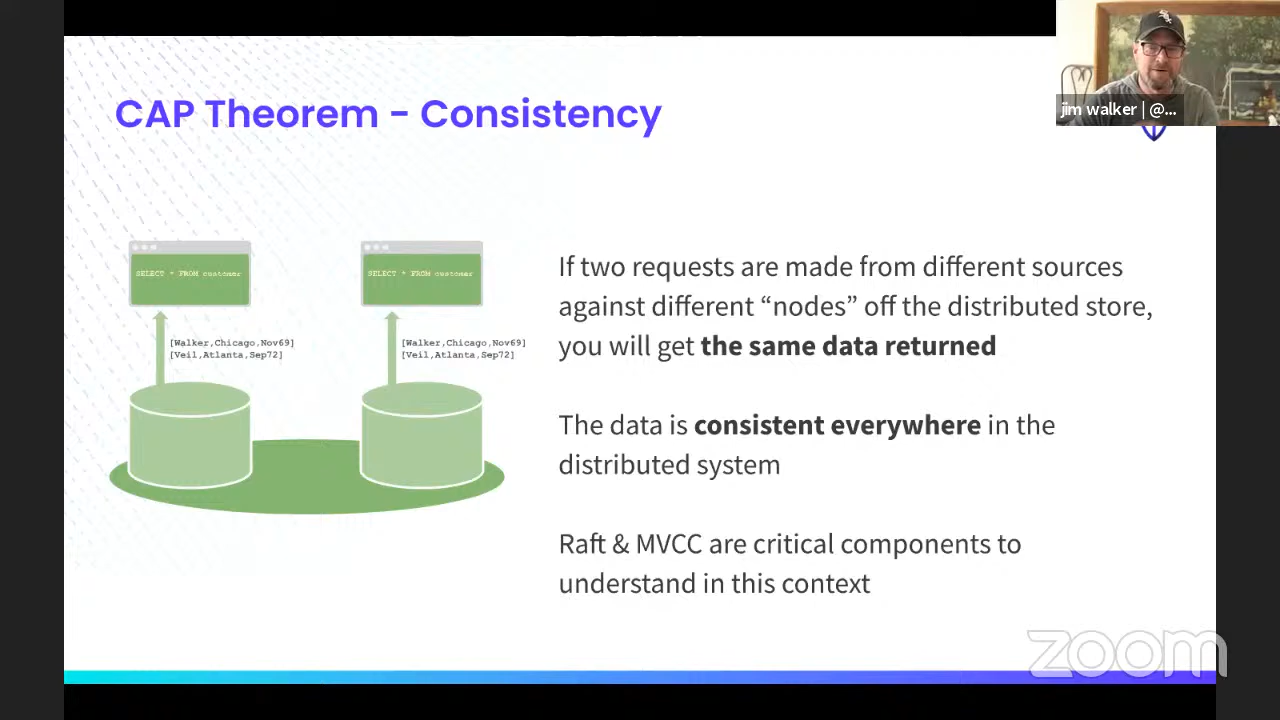 jim walker | @...
CAP Theorem - Consistency
SELECT * FROM customer
SELECT * FROM customer
[Walker,Chicago,Nov69]
[Veil,Atlanta,Sep72]
[Walker,Chicago,Nov69]
[Veil,Atlanta,Sep72]
If two requests are made from different sources
against different “nodes” off the distributed store,
you will get the same data returned
The data is consistent everywhere in the
distributed system
Raft & MVCC are critical components to
understand in this context
zoom